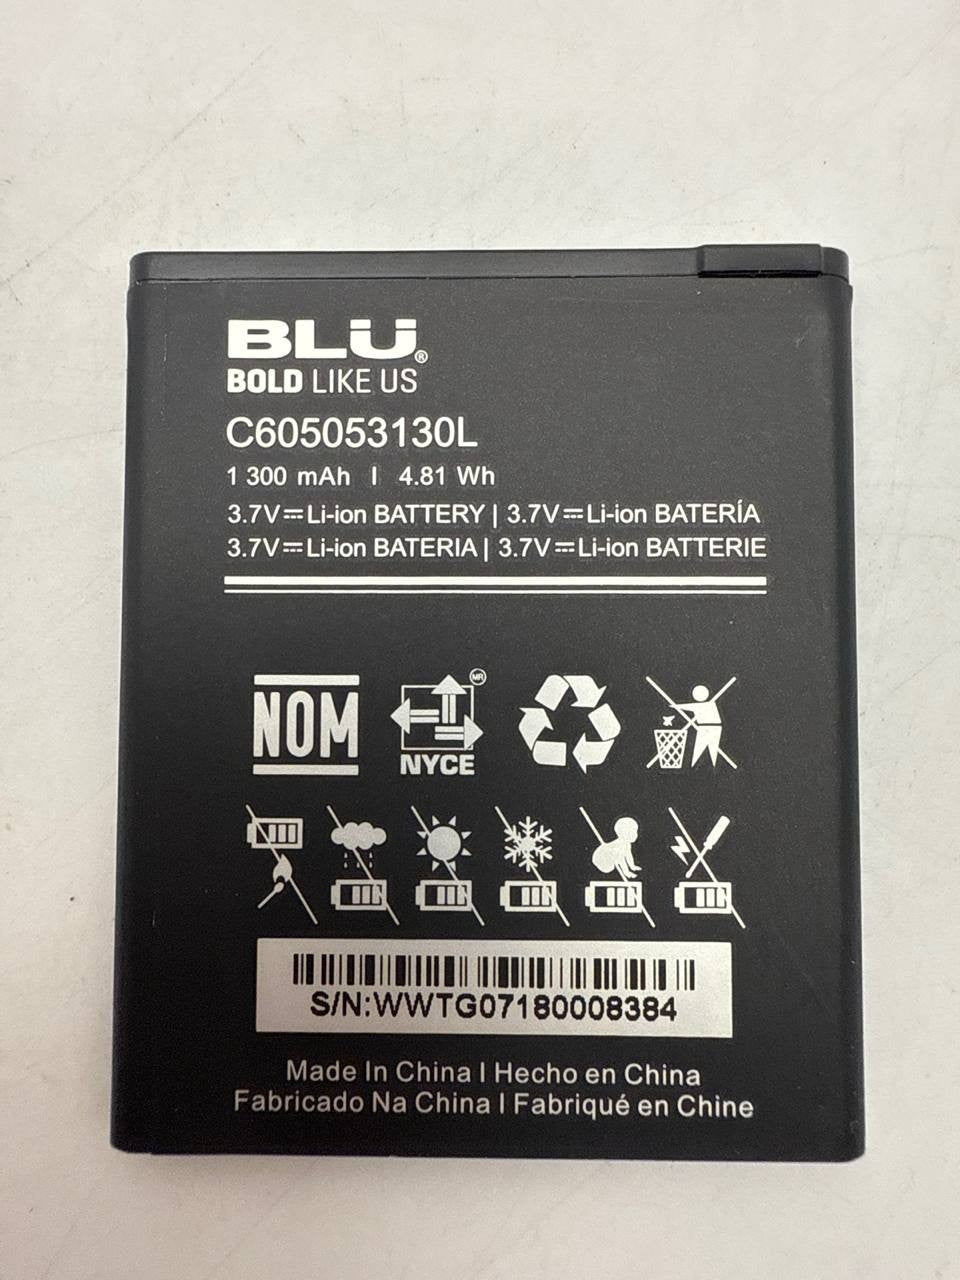 BLU®
BOLD LIKE US
C605053130L
1 300 mAh | 4.81 Wh
3.7V⎓Li-ion BATTERY | 3.7V⎓Li-ion BATERÍA
3.7V⎓Li-ion BATERIA | 3.7V⎓Li-ion BATTERIE
NOM
MR
NYCE
S/N:WWTG07180008384
Made In China | Hecho en China
Fabricado Na China | Fabriqué en Chine